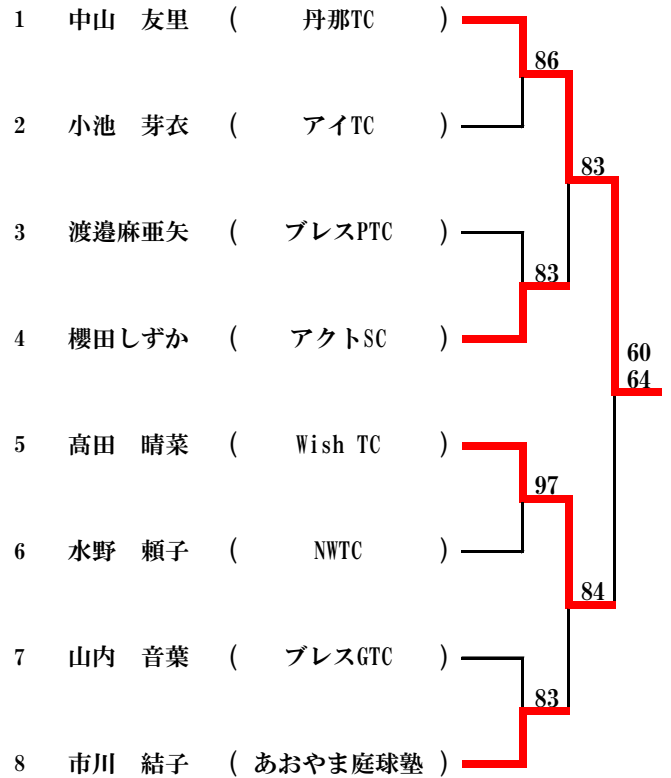 1 中山 友里 ( 丹那TC )
86
2 小池 芽衣 ( アイTC )
83
3 渡邉麻亜矢 ( ブレスPTC )
83
4 櫻田しずか ( アクトSC )
60
64
5 髙田 晴菜 ( Wish TC )
97
6 水野 頼子 ( NWTC )
84
7 山内 音葉 ( ブレスGTC )
83
8 市川 結子 ( あおやま庭球塾 )